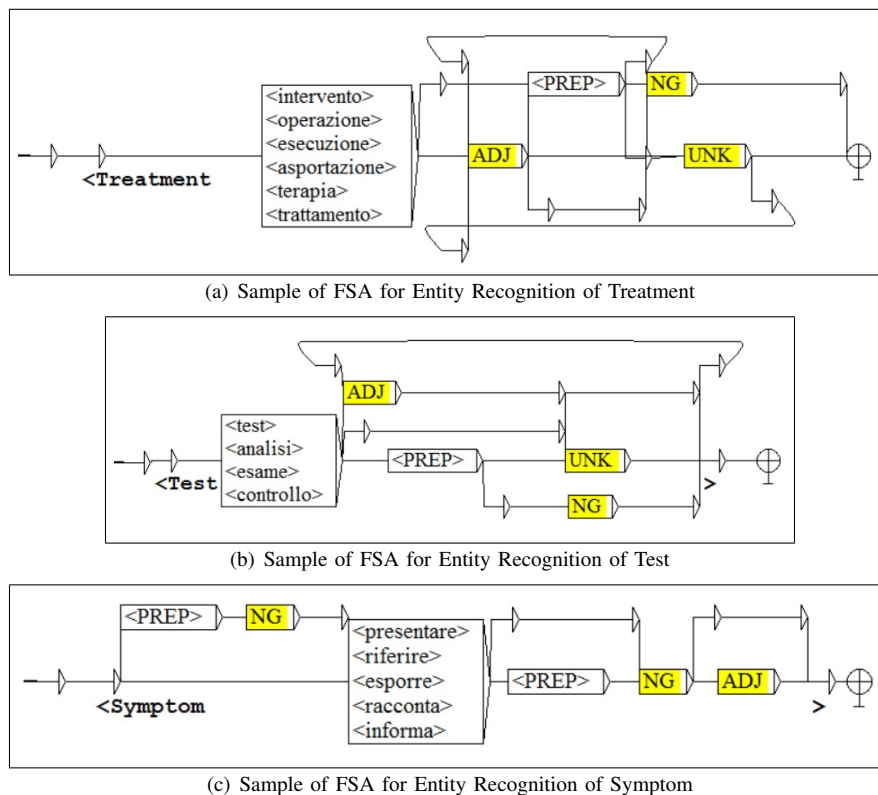 <PREP> NG
<intervento>
<operazione>
<esecuzione>
<asportazione>
<terapia>
<trattamento>
ADJ UNK
<Treatment
(a) Sample of FSA for Entity Recognition of Treatment
ADJ
<test>
<analisi>
<esame>
<controllo>
<PREP> UNK
<Test >
NG
(b) Sample of FSA for Entity Recognition of Test
<PREP> NG
<presentare>
<riferire>
<esporre>
<racconta>
<informa>
<PREP> NG ADJ
<Symptom >
(c) Sample of FSA for Entity Recognition of Symptom